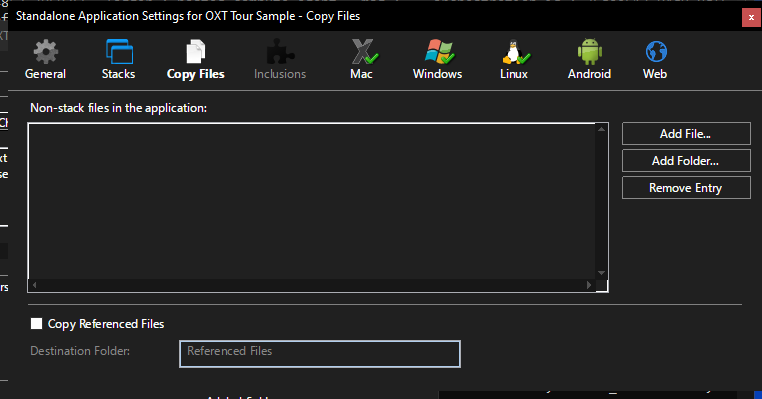 Standalone Application Settings for OXT Tour Sample - Copy Files
General Stacks Copy Files Inclusions Mac Windows Linux Android Web
Non-stack files in the application:
Add File...
Add Folder...
Remove Entry
Copy Referenced Files
Destination Folder: Referenced Files